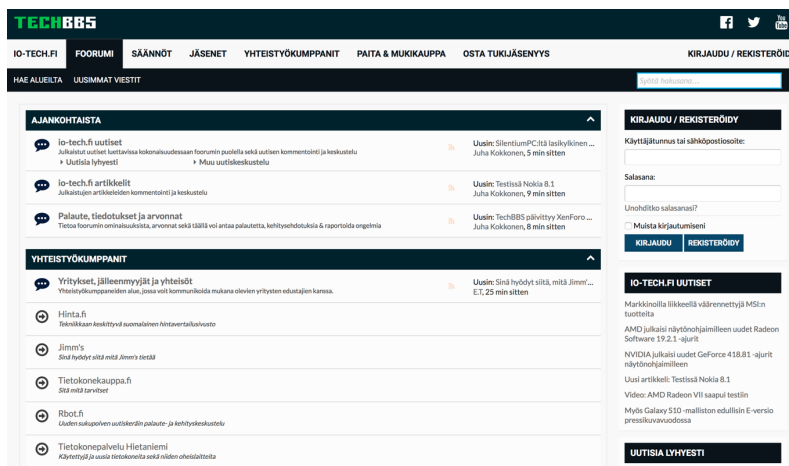 TECHBBS
You
Tube
IO-TECH.FI FOORUMI SÄÄNNÖT JÄSENET YHTEISTYÖKUMPPANIT PAITA & MUKIKAUPPA OSTA TUKIJÄSENYYS KIRJAUDU / REKISTERÖID
HAE ALUEILTA UUSIMMAT VIESTIT Syötä hakusana...
AJANKOHTAISTA
io-tech.fi uutiset
Julkaistut uutiset luettavissa kokonaisuudessaan foorumin puolella sekä uutisen kommentointi ja keskustelu
Uutisia lyhyesti Muu uutiskeskustelu
Uusin: SilentiumPC:ltä lasikylkinen ...
Juha Kokkonen, 5 min sitten
io-tech.fi artikkelit
Julkaistujen artikkeleiden kommentointi ja keskustelu
Uusin: Testissä Nokia 8.1
Juha Kokkonen, 9 min sitten
Palaute, tiedotukset ja arvonnat
Tietoa foorumin ominaisuuksista, arvonnat sekä täällä voi antaa palautetta, kehitysehdotuksia & raportoida ongelmia
Uusin: TechBBS päivittyy XenForo ...
Juha Kokkonen, 8 min sitten
YHTEISTYÖKUMPPANIT
Yritykset, jälleenmyyjät ja yhteisöt
Yhteistyökumppaneiden alue, jossa voit kommunikoida mukana olevien yritysten edustajien kanssa.
Uusin: Sinä hyödyt siitä, mitä Jimm'...
E.T, 25 min sitten
Hinta.fi
Tekniikkaan keskittyvä suomalainen hintavertailusivusto
Jimm's
Sinä hyödyt siitä mitä Jimm's tietää
Tietokonekauppa.fi
Sitä mitä tarvitset
Rbot.fi
Uuden sukupolven uutiskeräin palaute- ja kehityskeskustelu
Tietokonepalvelu Hietaniemi
Käytettyjä ja uusia tietokoneita sekä niiden oheislaitteita
KIRJAUDU / REKISTERÖIDY
Käyttäjätunnus tai sähköpostiosoite:
Salasana:
Unohditko salasanasi?
Muista kirjautumiseni
KIRJAUDU REKISTERÖIDY
IO-TECH.FI UUTISET
Markkinoilla liikkeellä väärennettyjä MSI:n
tuotteita
AMD julkaisi näytönohjaimilleen uudet Radeon
Software 19.2.1 -ajurit
NVIDIA julkaisi uudet GeForce 418.81 -ajurit
näytönohjaimilleen
Uusi artikkeli: Testissä Nokia 8.1
Video: AMD Radeon VII saapui testiin
Myös Galaxy S10 -malliston edullisin E-versio
pressikuvavuodossa
UUTISIA LYHYESTI